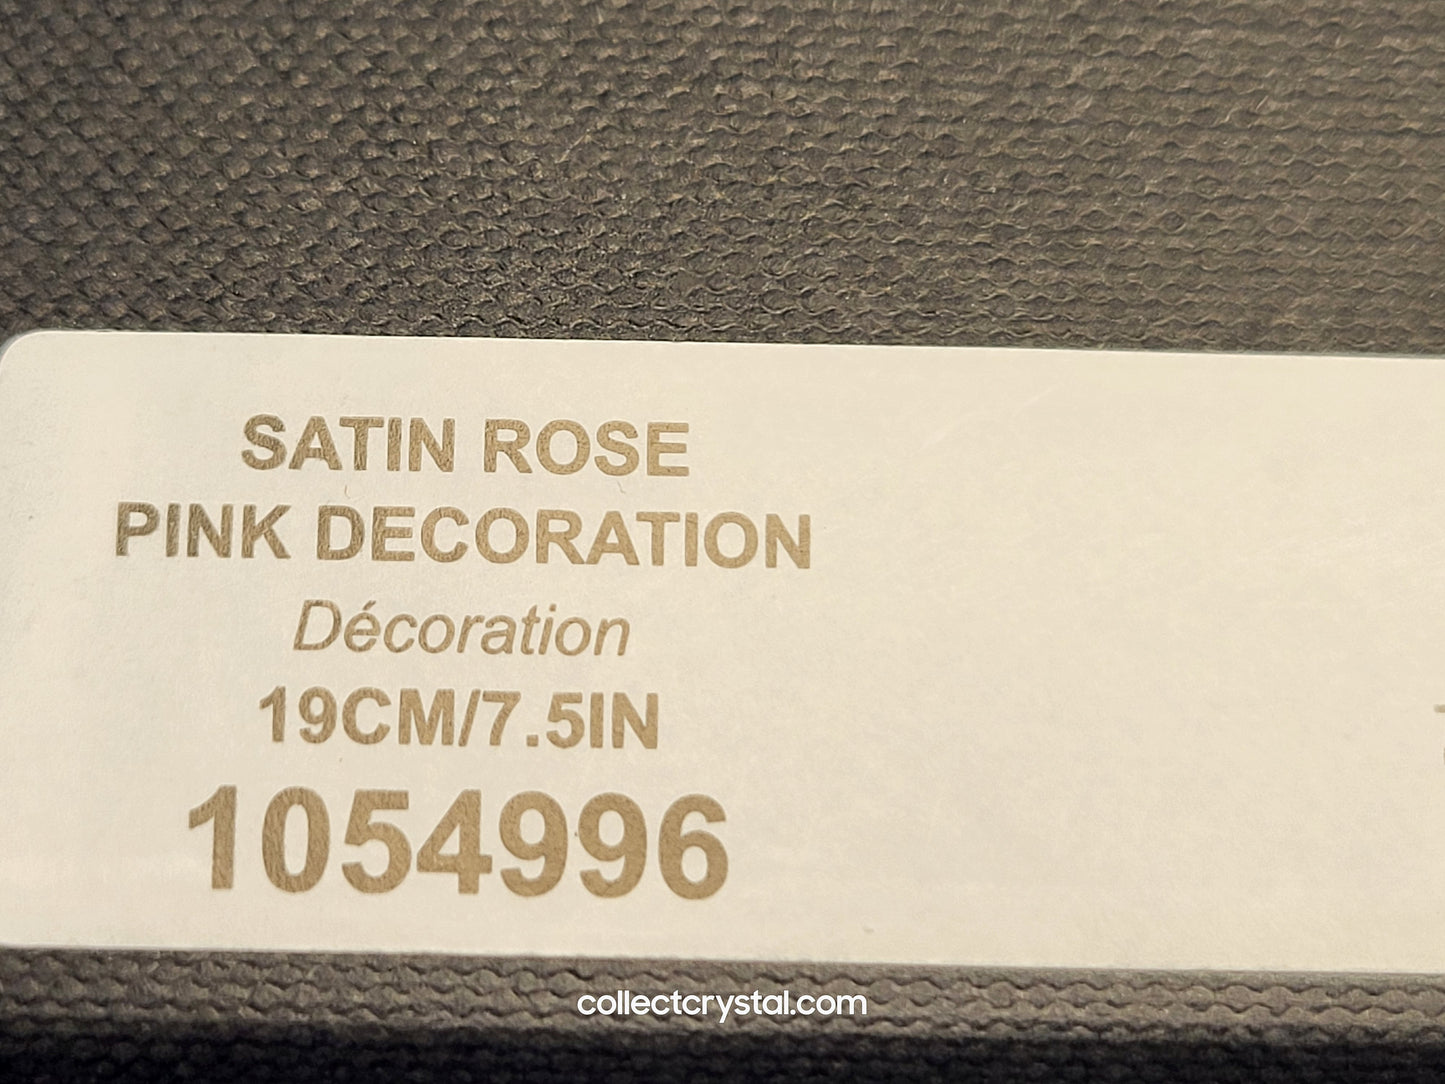 SATIN ROSE
PINK DECORATION
Décoration
19CM/7.5IN
1054996
collectcrystal.com